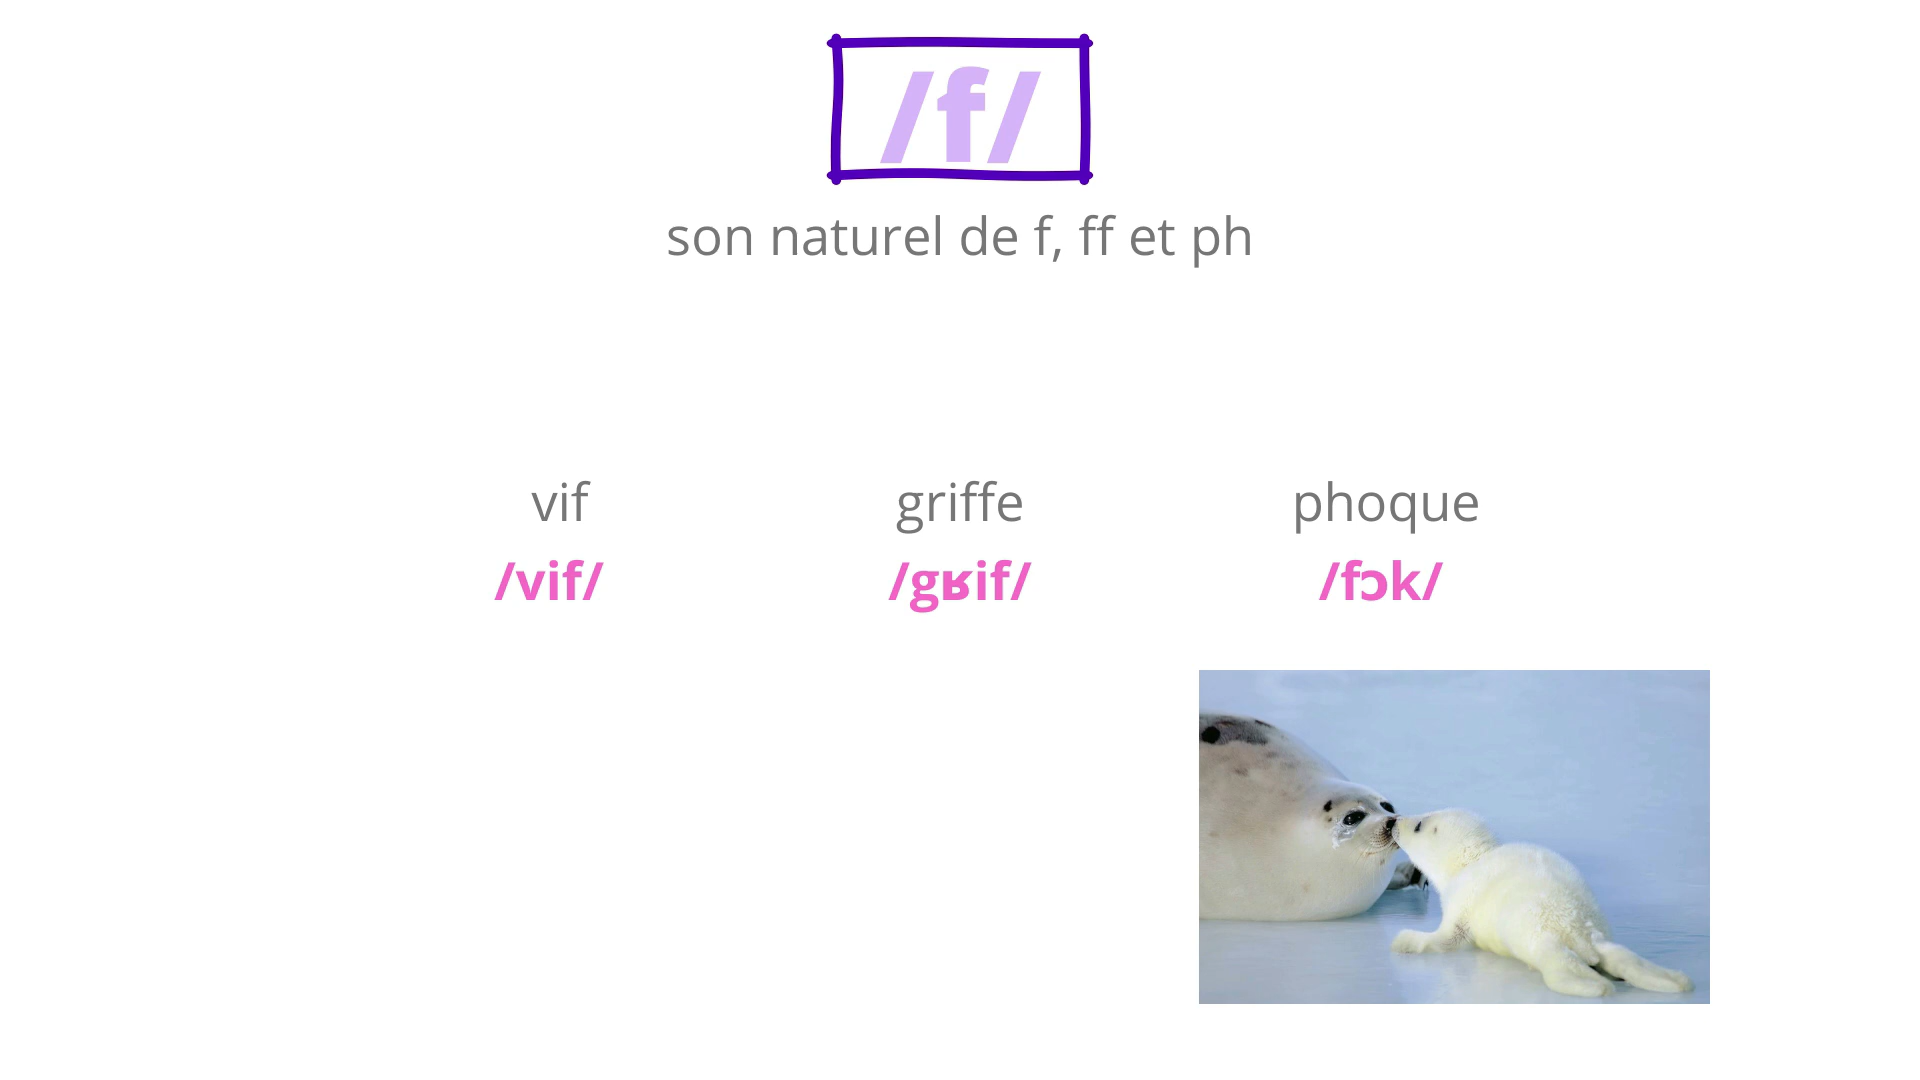 /f/
son naturel de f, ff et ph
vif griffe phoque
/vif/ /gʁif/ /fɔk/